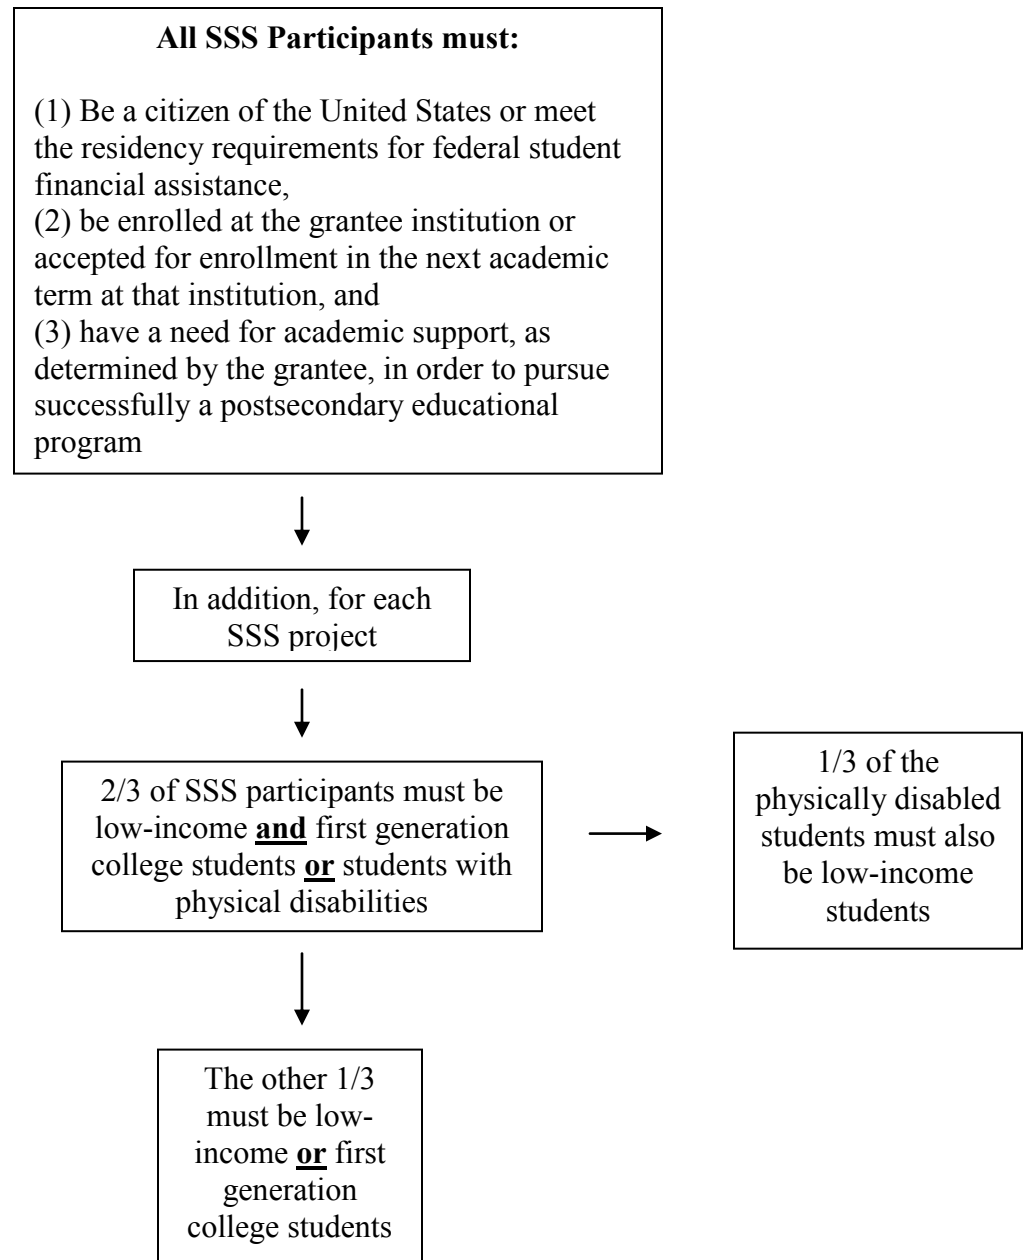 All SSS Participants must:
(1) Be a citizen of the United States or meet
the residency requirements for federal student
financial assistance,
(2) be enrolled at the grantee institution or
accepted for enrollment in the next academic
term at that institution, and
(3) have a need for academic support, as
determined by the grantee, in order to pursue
successfully a postsecondary educational
program
In addition, for each
SSS project
2/3 of SSS participants must be
low-income and first generation
college students or students with
physical disabilities
1/3 of the
physically disabled
students must also
be low-income
students
The other 1/3
must be low-
income or first
generation
college students